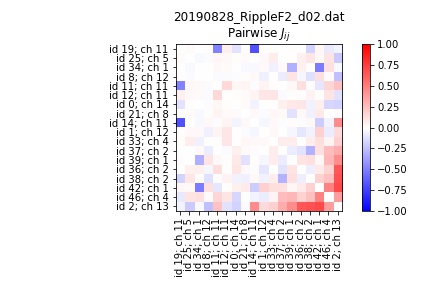 20190828_RippleF2_d02.dat
Pairwise J_ij
id 19; ch 11
id 25; ch 5
id 34; ch 1
id 8; ch 12
id 11; ch 11
id 12; ch 11
id 0; ch 14
id 21; ch 8
id 14; ch 11
id 1; ch 12
id 33; ch 4
id 37; ch 2
id 39; ch 1
id 36; ch 2
id 38; ch 2
id 42; ch 1
id 46; ch 4
id 2; ch 13
id 19; ch 11
id 25; ch 5
id 34; ch 1
id 8; ch 12
id 11; ch 11
id 12; ch 11
id 0; ch 14
id 21; ch 8
id 14; ch 11
id 1; ch 12
id 33; ch 4
id 37; ch 2
id 39; ch 1
id 36; ch 2
id 38; ch 2
id 42; ch 1
id 46; ch 4
id 2; ch 13
1.00
0.75
0.50
0.25
0.00
−0.25
−0.50
−0.75
−1.00